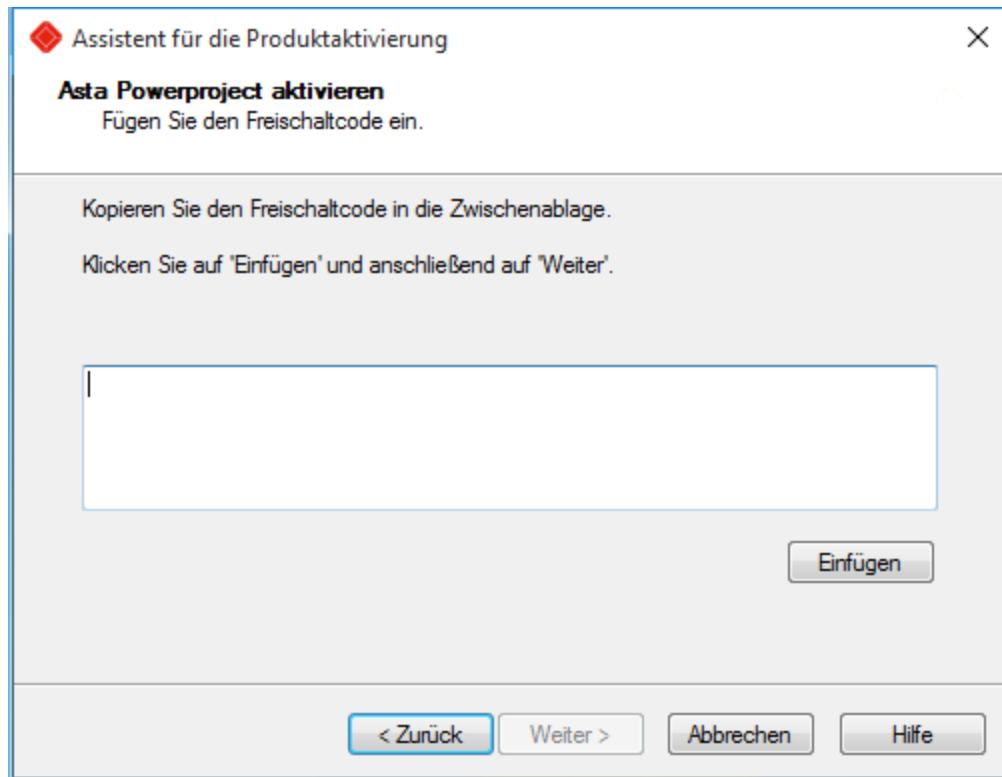 Assistent für die Produktaktivierung
Asta Powerproject aktivieren
Fügen Sie den Freischaltcode ein.
Kopieren Sie den Freischaltcode in die Zwischenablage.
Klicken Sie auf 'Einfügen' und anschließend auf 'Weiter'.
Einfügen
< Zurück Weiter > Abbrechen Hilfe